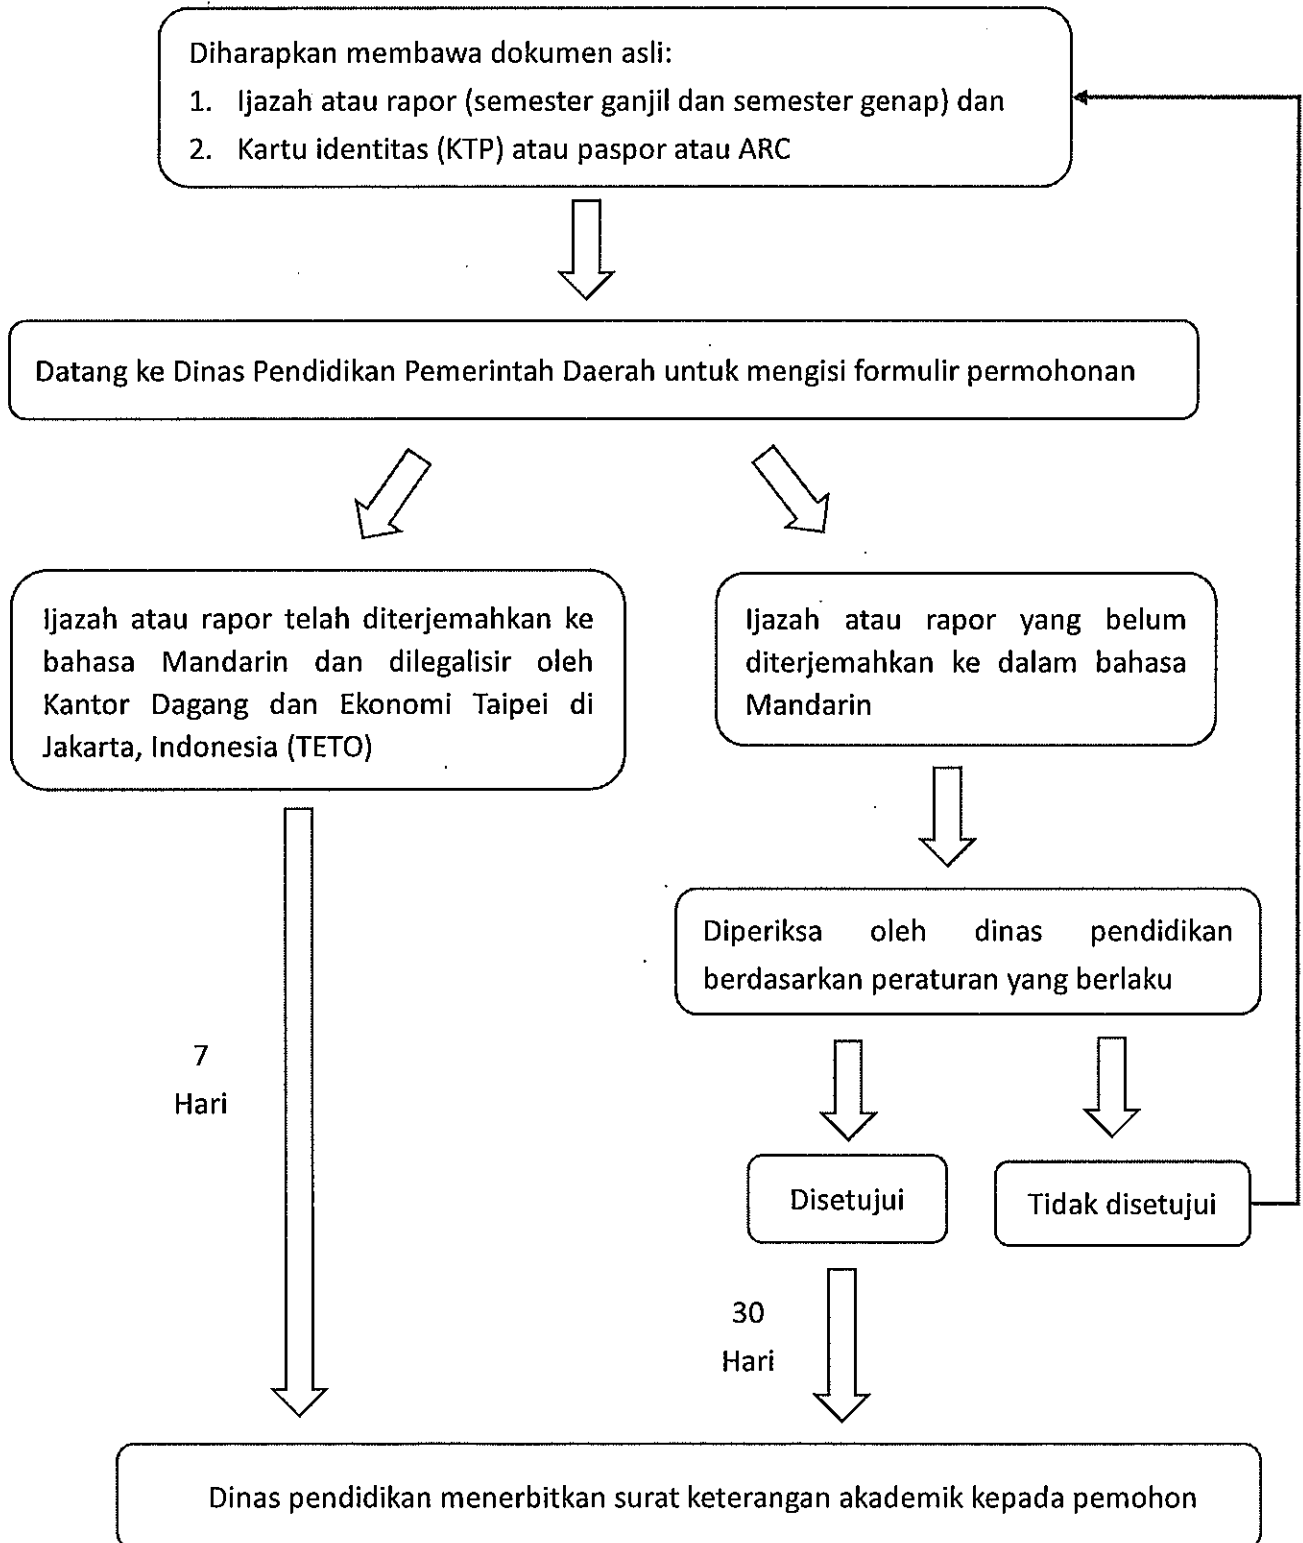 Diharapkan membawa dokumen asli:
1. Ijazah atau rapor (semester ganjil dan semester genap) dan
2. Kartu identitas (KTP) atau paspor atau ARC
Datang ke Dinas Pendidikan Pemerintah Daerah untuk mengisi formulir permohonan
Ijazah atau rapor telah diterjemahkan ke
bahasa Mandarin dan dilegalisir oleh
Kantor Dagang dan Ekonomi Taipei di
Jakarta, Indonesia (TETO)
Ijazah atau rapor yang belum
diterjemahkan ke dalam bahasa
Mandarin
Diperiksa oleh dinas pendidikan
berdasarkan peraturan yang berlaku
7
Hari
Disetujui
Tidak disetujui
30
Hari
Dinas pendidikan menerbitkan surat keterangan akademik kepada pemohon